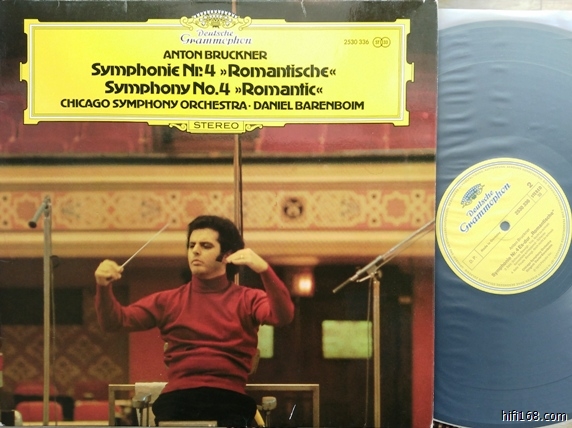 Deutsche
Grammophon
2530 336
ANTON BRUCKNER
Symphonie Nr. 4 »Romantische«
Symphony No. 4 »Romantic«
CHICAGO SYMPHONY ORCHESTRA · DANIEL BARENBOIM
STEREO
Deutsche
Grammophon
2
hifi168.com